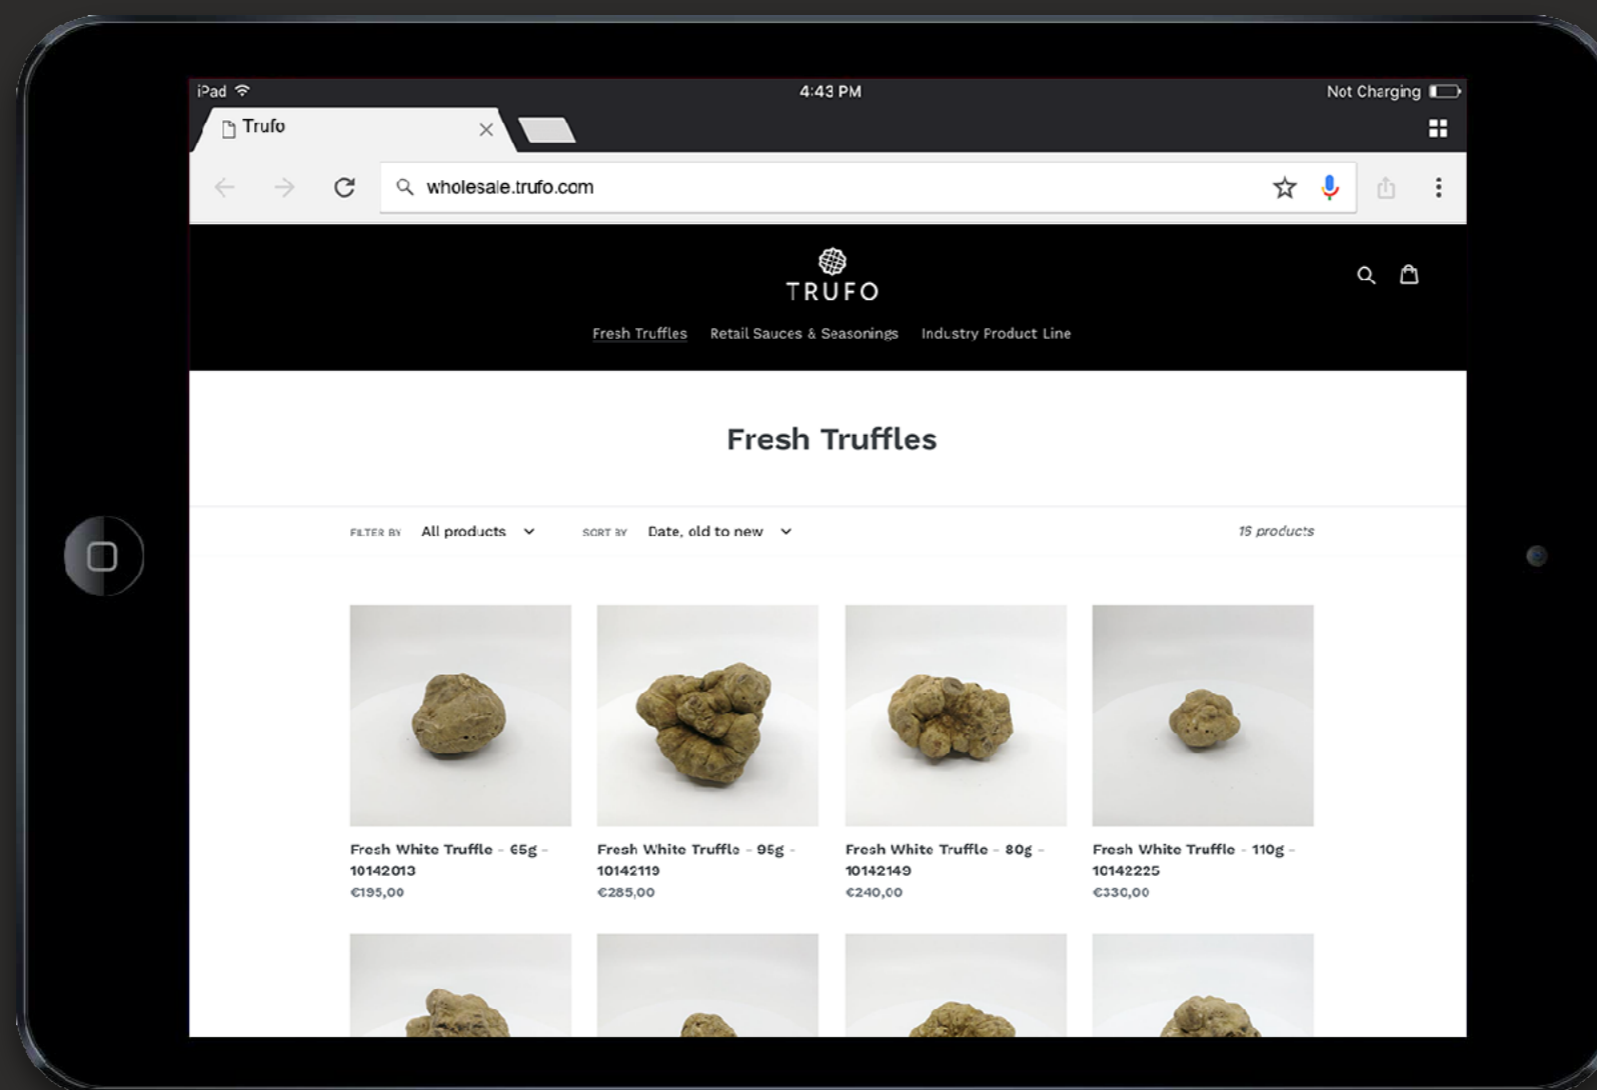 iPad
4:43 PM
Not Charging
Trufo
wholesale.trufo.com
TRUFO
Fresh Truffles Retail Sauces & Seasonings Industry Product Line
Fresh Truffles
FILTER BY All products SORT BY Date, old to new
15 products
Fresh White Truffle - 65g -
10142013
€195,00
Fresh White Truffle - 95g -
10142119
€285,00
Fresh White Truffle - 80g -
10142149
€240,00
Fresh White Truffle - 110g -
10142225
€330,00